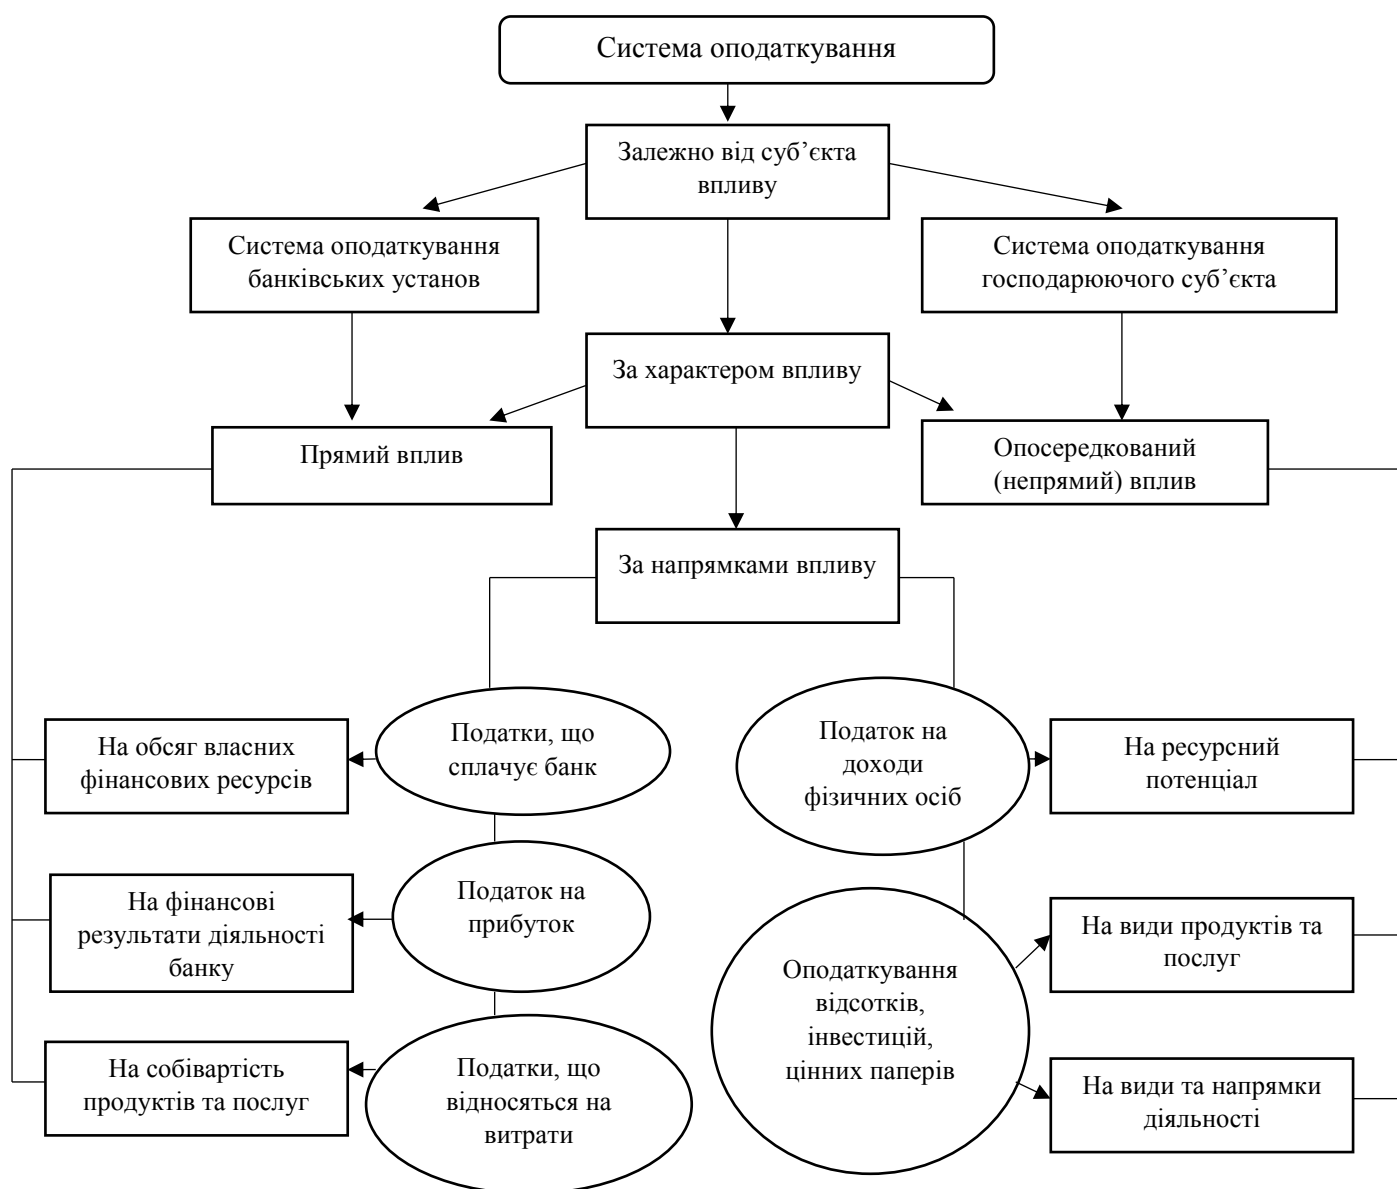 Система оподаткування
Залежно від суб’єкта
впливу
Система оподаткування
банківських установ
Система оподаткування
господарюючого суб’єкта
За характером впливу
Прямий вплив
Опосередкований
(непрямий) вплив
За напрямками впливу
На обсяг власних
фінансових ресурсів
Податки, що
сплачує банк
Податок на
доходи
фізичних осіб
На ресурсний
потенціал
На фінансові
результати діяльності
банку
Податок на
прибуток
Оподаткування
відсотків,
інвестицій,
цінних паперів
На види продуктів та
послуг
На собівартість
продуктів та послуг
Податки, що
відносяться на
витрати
На види та напрямки
діяльності